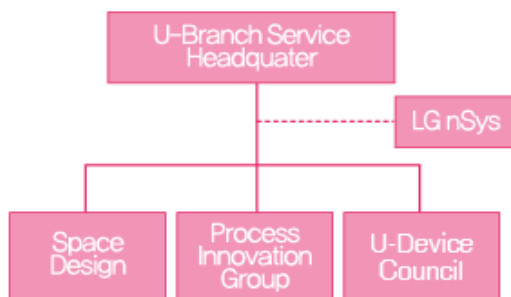 U-Branch Service
Headquater
LG nSys
Space
Design
Process
Innovation
Group
U-Device
Council